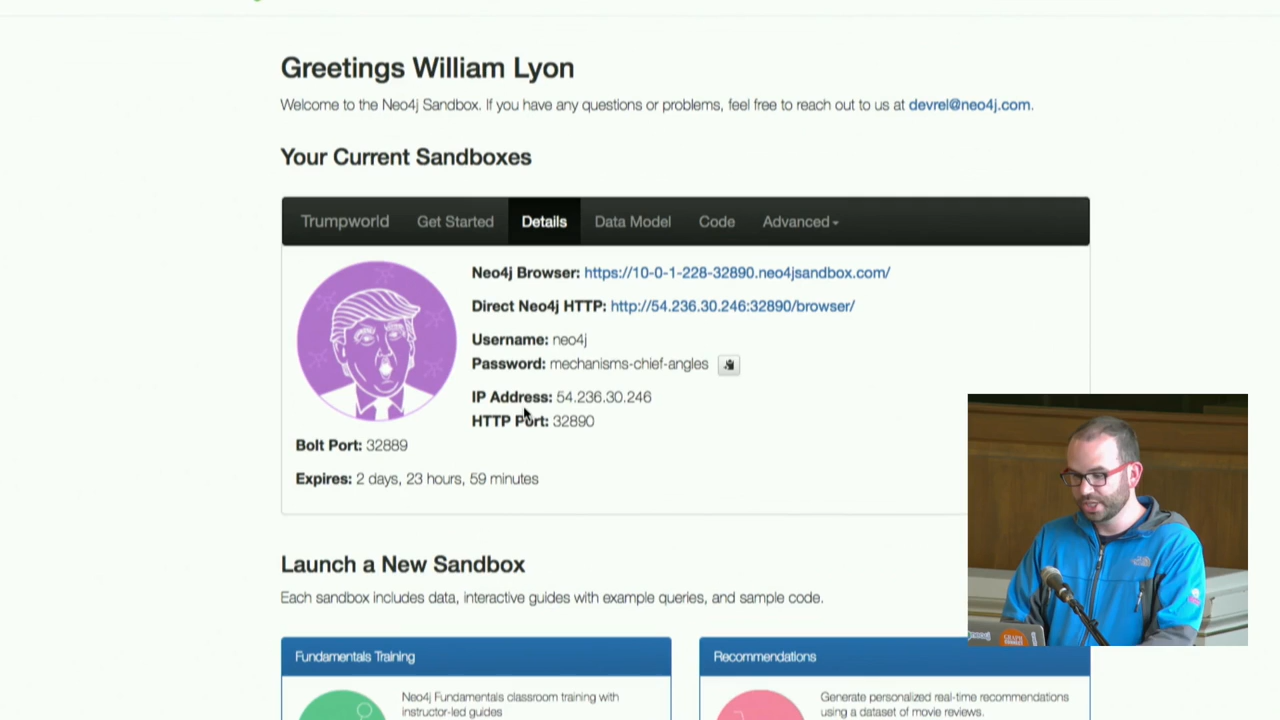 Greetings William Lyon
Welcome to the Neo4j Sandbox. If you have any questions or problems, feel free to reach out to us at devrel@neo4j.com.
Your Current Sandboxes
Trumpworld Get Started Details Data Model Code Advanced
Neo4j Browser: https://10-0-1-228-32890.neo4jsandbox.com/
Direct Neo4j HTTP: http://54.236.30.246:32890/browser/
Username: neo4j
Password: mechanisms-chief-angles
IP Address: 54.236.30.246
HTTP Port: 32890
Bolt Port: 32889
Expires: 2 days, 23 hours, 59 minutes
Launch a New Sandbox
Each sandbox includes data, interactive guides with example queries, and sample code.
Fundamentals Training
Neo4j Fundamentals classroom training with
instructor-led guides
Recommendations
Generate personalized real-time recommendations
using a dataset of movie reviews.
GRAPH